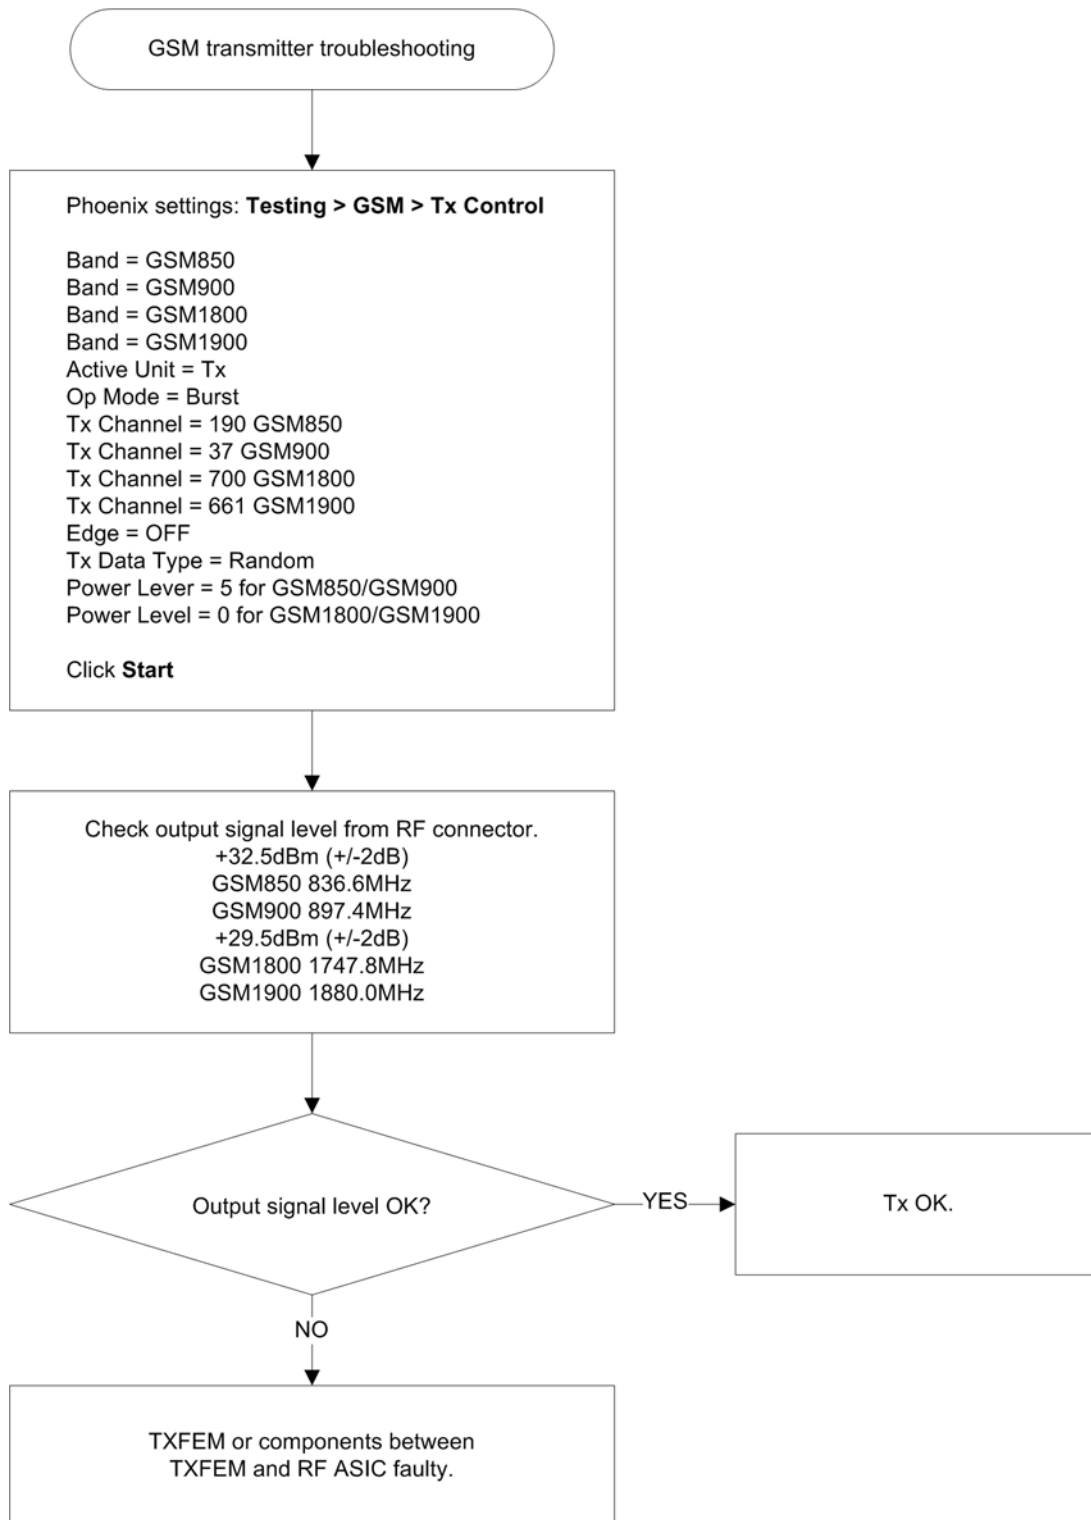 GSM transmitter troubleshooting
Phoenix settings: Testing > GSM > Tx Control
Band = GSM850
Band = GSM900
Band = GSM1800
Band = GSM1900
Active Unit = Tx
Op Mode = Burst
Tx Channel = 190 GSM850
Tx Channel = 37 GSM900
Tx Channel = 700 GSM1800
Tx Channel = 661 GSM1900
Edge = OFF
Tx Data Type = Random
Power Lever = 5 for GSM850/GSM900
Power Level = 0 for GSM1800/GSM1900
Click Start
Check output signal level from RF connector.
+32.5dBm (+/-2dB)
GSM850 836.6MHz
GSM900 897.4MHz
+29.5dBm (+/-2dB)
GSM1800 1747.8MHz
GSM1900 1880.0MHz
Output signal level OK?
YES
Tx OK.
NO
TXFEM or components between
TXFEM and RF ASIC faulty.